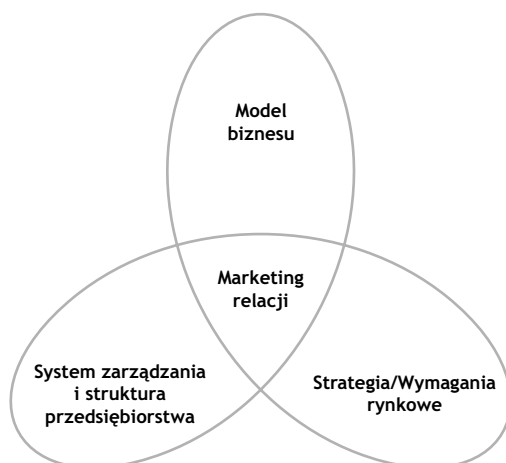 Model
biznesu
Marketing
relacji
System zarządzania
i struktura
przedsiębiorstwa
Strategia/Wymagania
rynkowe